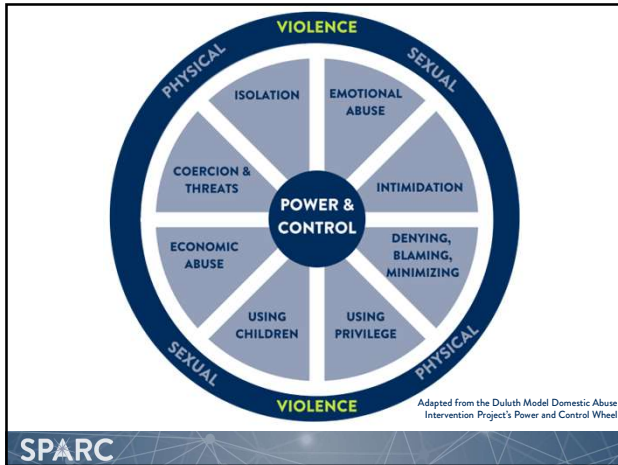 VIOLENCE
PHYSICAL
SEXUAL
ISOLATION
EMOTIONAL
ABUSE
COERCION &
THREATS
INTIMIDATION
POWER &
CONTROL
ECONOMIC
ABUSE
DENYING,
BLAMING,
MINIMIZING
USING
CHILDREN
USING
PRIVILEGE
SEXUAL
PHYSICAL
VIOLENCE
Adapted from the Duluth Model Domestic Abuse
Intervention Project's Power and Control Wheel
SPARC